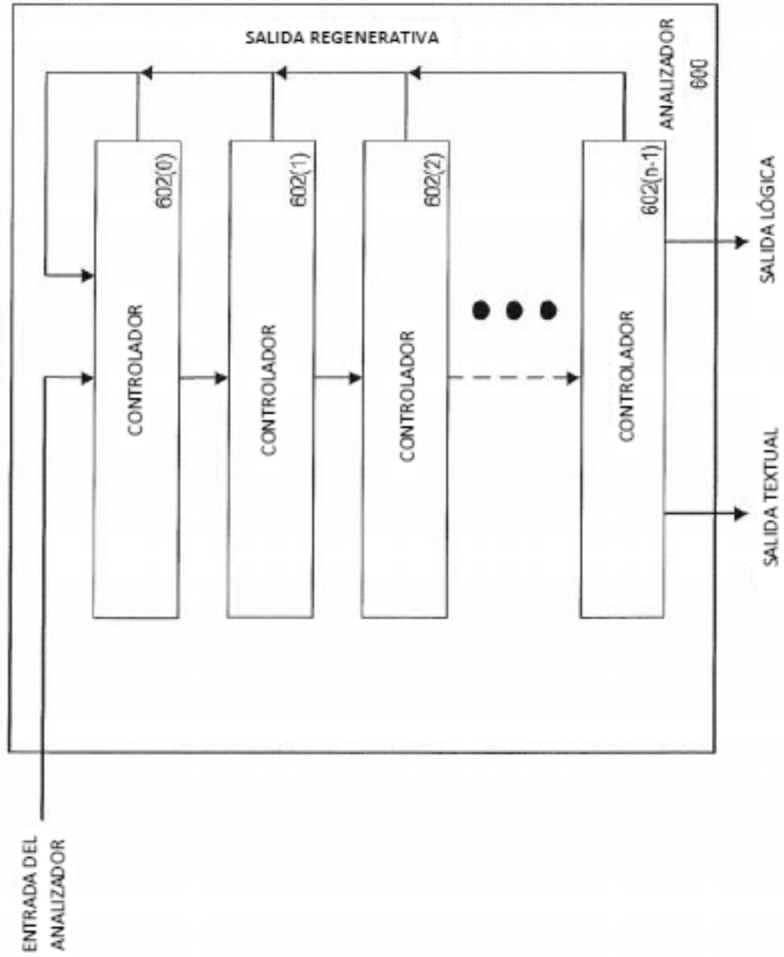 SALIDA REGENERATIVA
ANALIZADOR
600
602(0)
602(1)
602(2)
602(n-1)
CONTROLADOR
CONTROLADOR
CONTROLADOR
CONTROLADOR
SALIDA LÓGICA
SALIDA TEXTUAL
ENTRADA DEL
ANALIZADOR